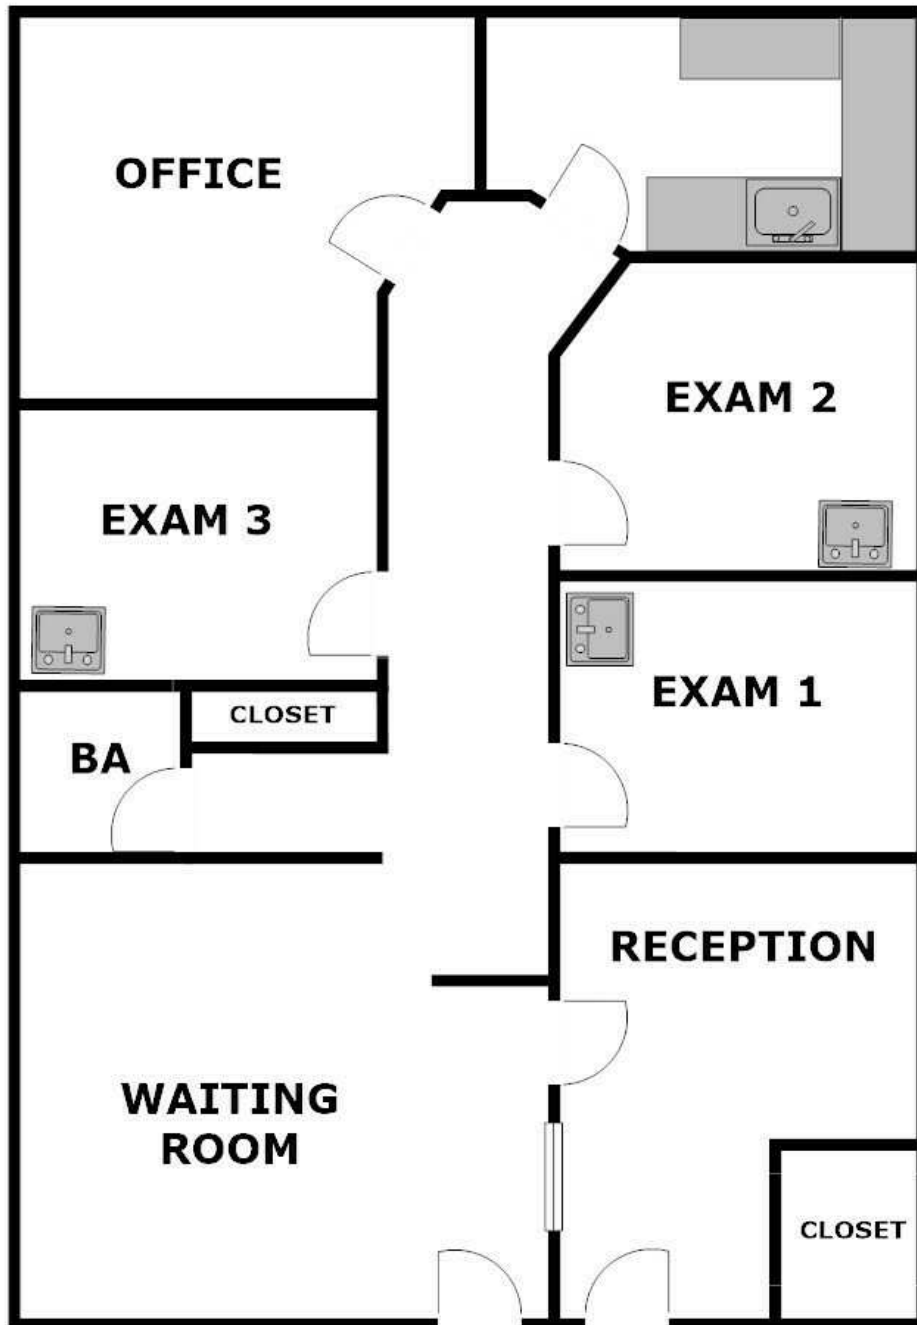 OFFICE
EXAM 2
EXAM 3
EXAM 1
CLOSET
BA
RECEPTION
WAITING
ROOM
CLOSET